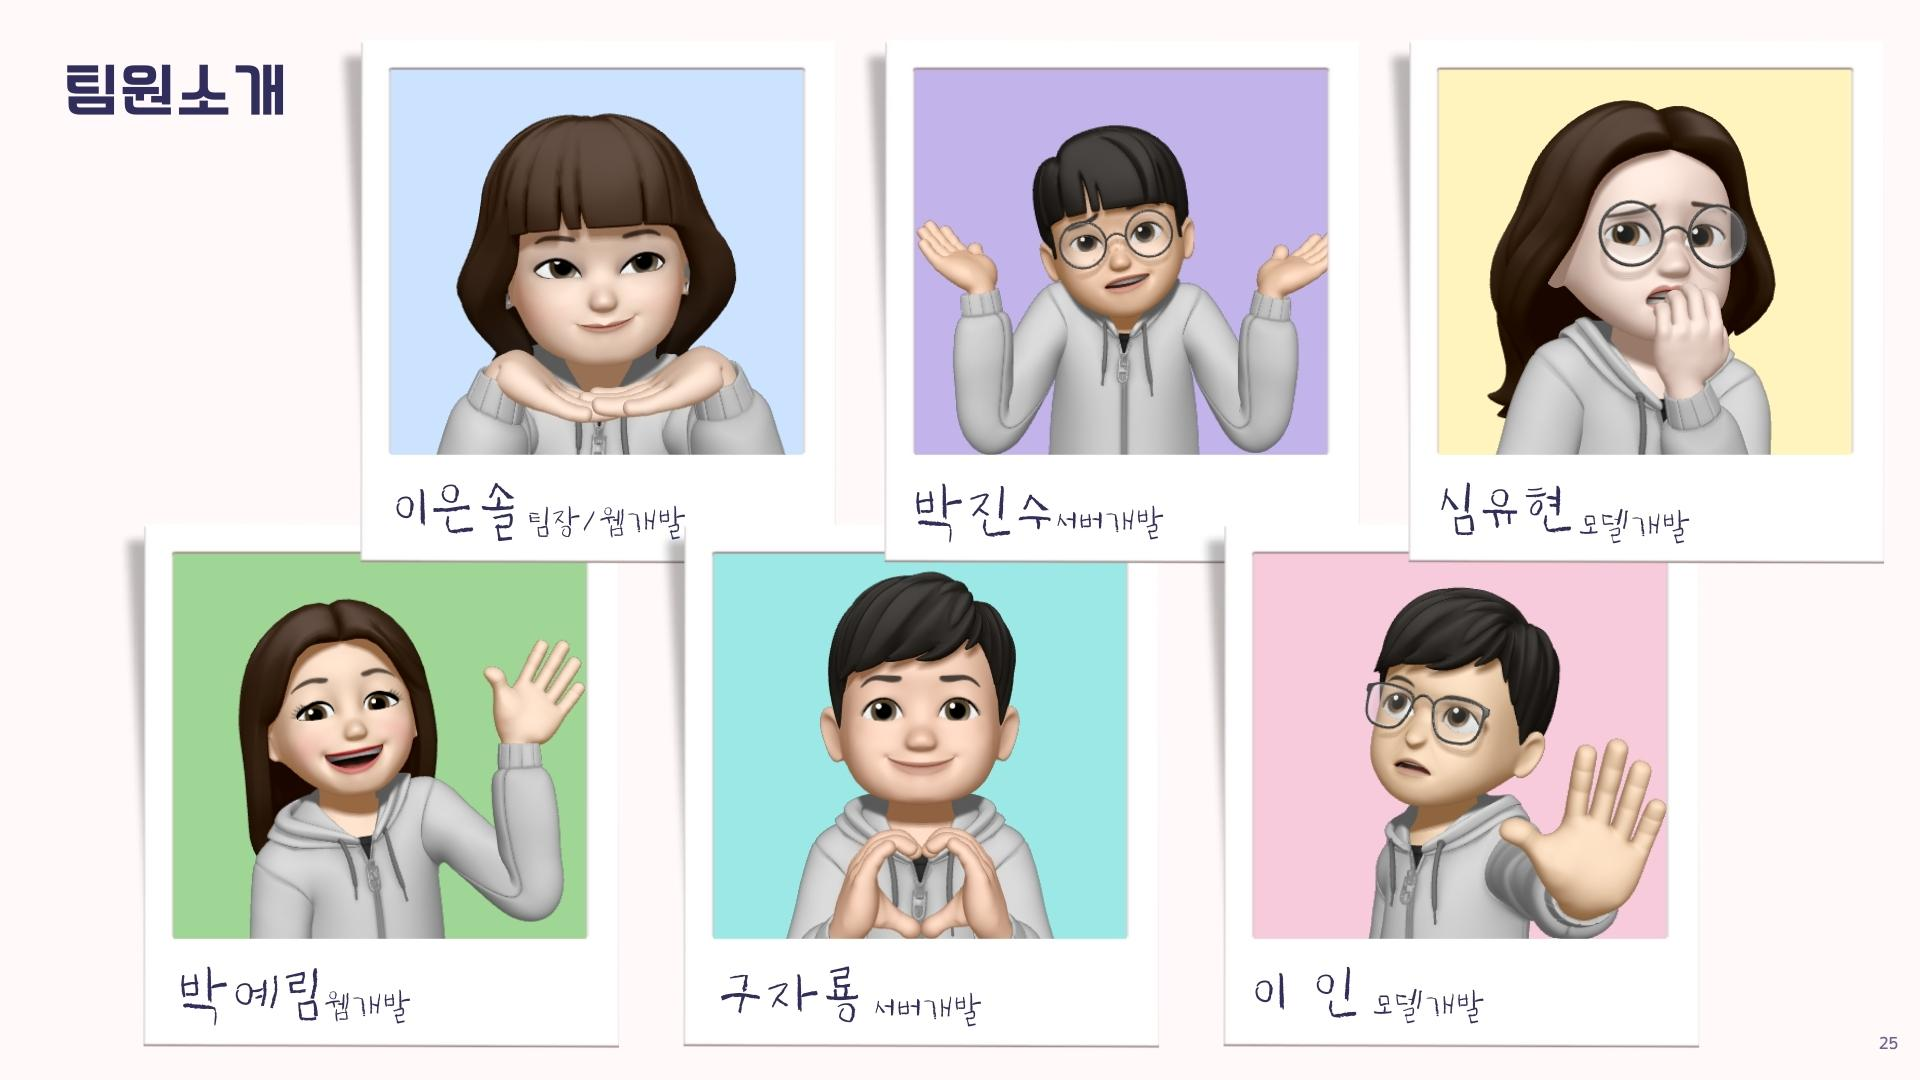 팀원소개
이은솔 팀장/웹개발
박진수 서버개발
심유현 모델개발
박예림 웹개발
구자룡 서버개발
이 인 모델개발
25